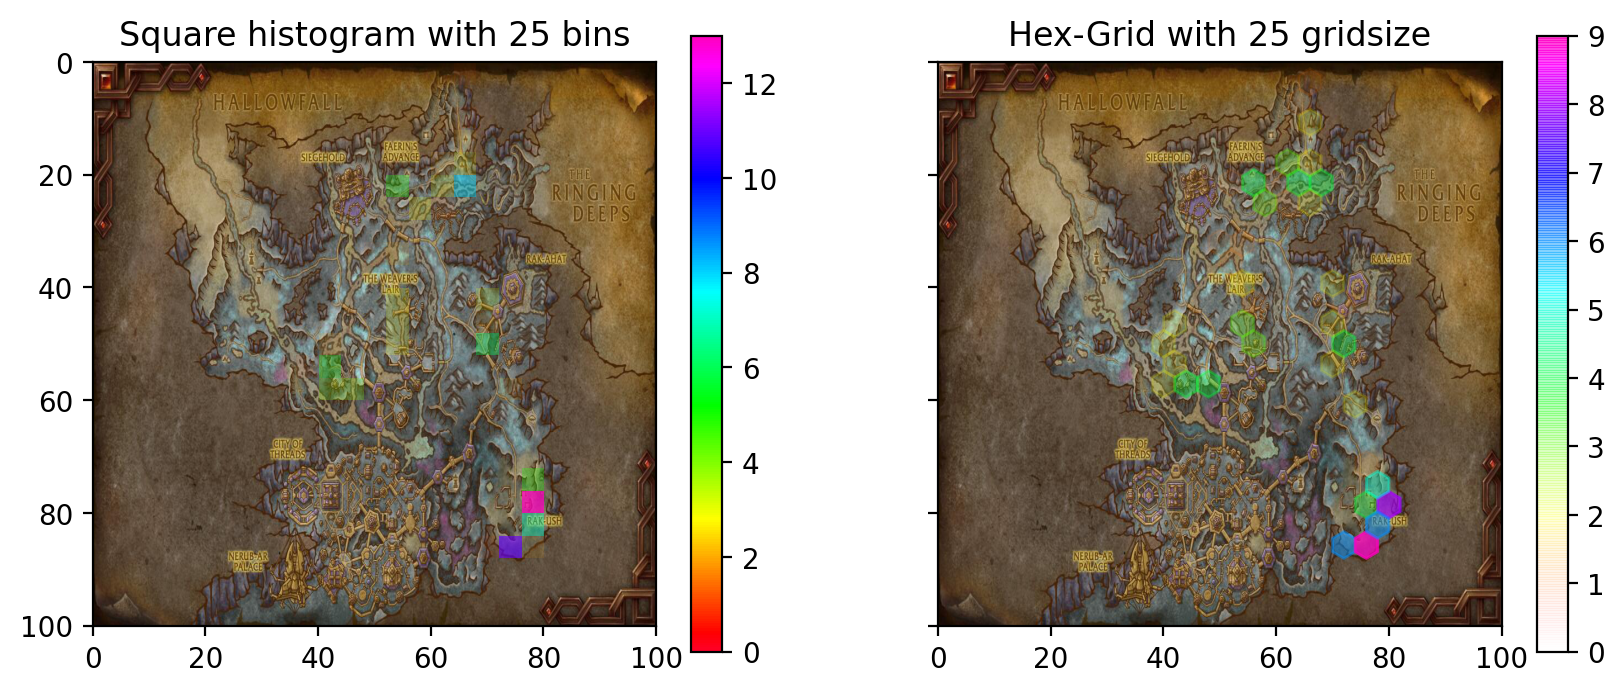 Square histogram with 25 bins
HALLOWFALL
SIEGEHOLD
FAERIN'S
ADVANCE
THE
RINGING
DEEPS
RAK-AHAT
THE WEAVER'S
LAIR
CITY OF
THREADS
RAK-USH
NERUB-AR
PALACE
0
20
40
60
80
100
0
20
40
60
80
100
12
10
8
6
4
2
0
Hex-Grid with 25 gridsize
HALLOWFALL
SIEGEHOLD
FAERIN'S
ADVANCE
THE
RINGING
DEEPS
RAK-AHAT
THE WEAVER'S
LAIR
CITY OF
THREADS
RAK-USH
NERUB-AR
PALACE
0
20
40
60
80
100
9
8
7
6
5
4
3
2
1
0